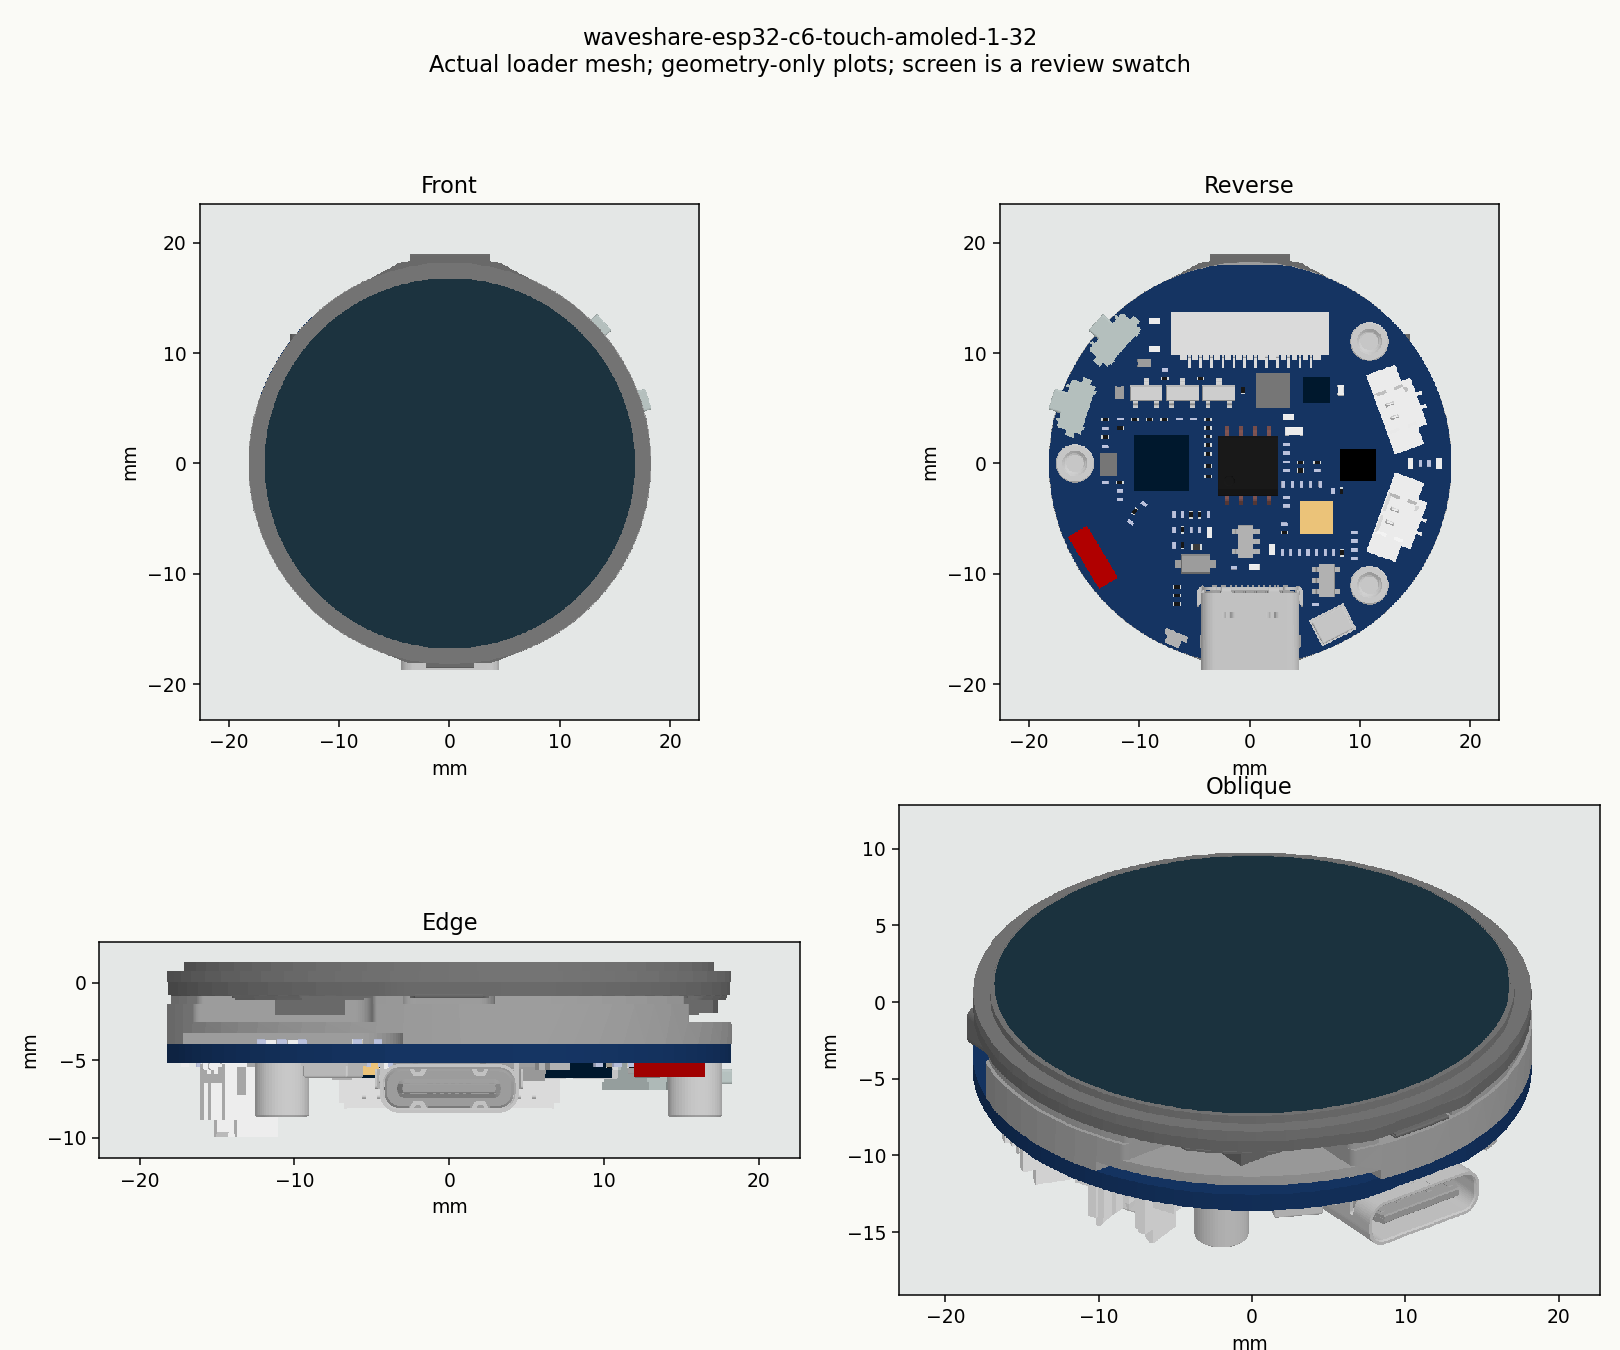 waveshare-esp32-c6-touch-amoled-1-32
Actual loader mesh; geometry-only plots; screen is a review swatch
Front
20
10
0
−10
−20
mm
−20 −10 0 10 20
mm
Reverse
20
10
0
−10
−20
mm
−20 −10 0 10 20
mm
Edge
0
−5
−10
mm
−20 −10 0 10 20
mm
Oblique
10
5
0
−5
−10
−15
mm
−20 −10 0 10 20
mm